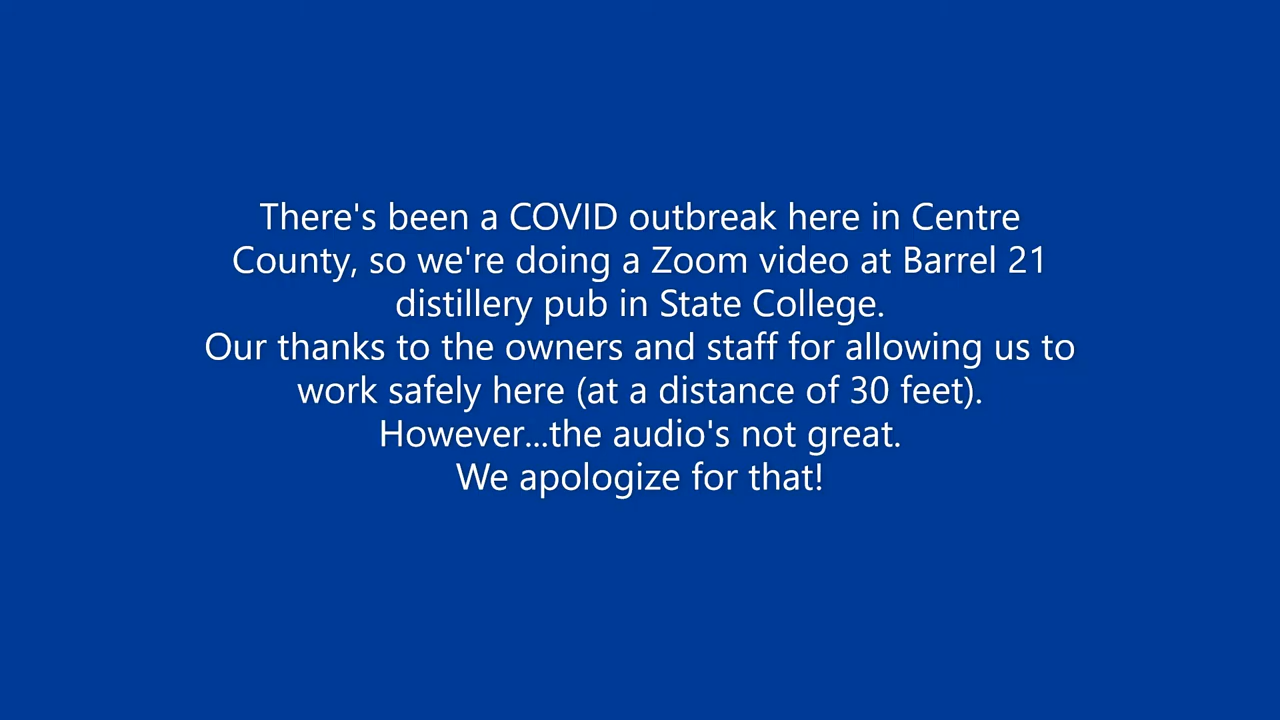 There's been a COVID outbreak here in Centre
County, so we're doing a Zoom video at Barrel 21
distillery pub in State College.
Our thanks to the owners and staff for allowing us to
work safely here (at a distance of 30 feet).
However...the audio's not great.
We apologize for that!